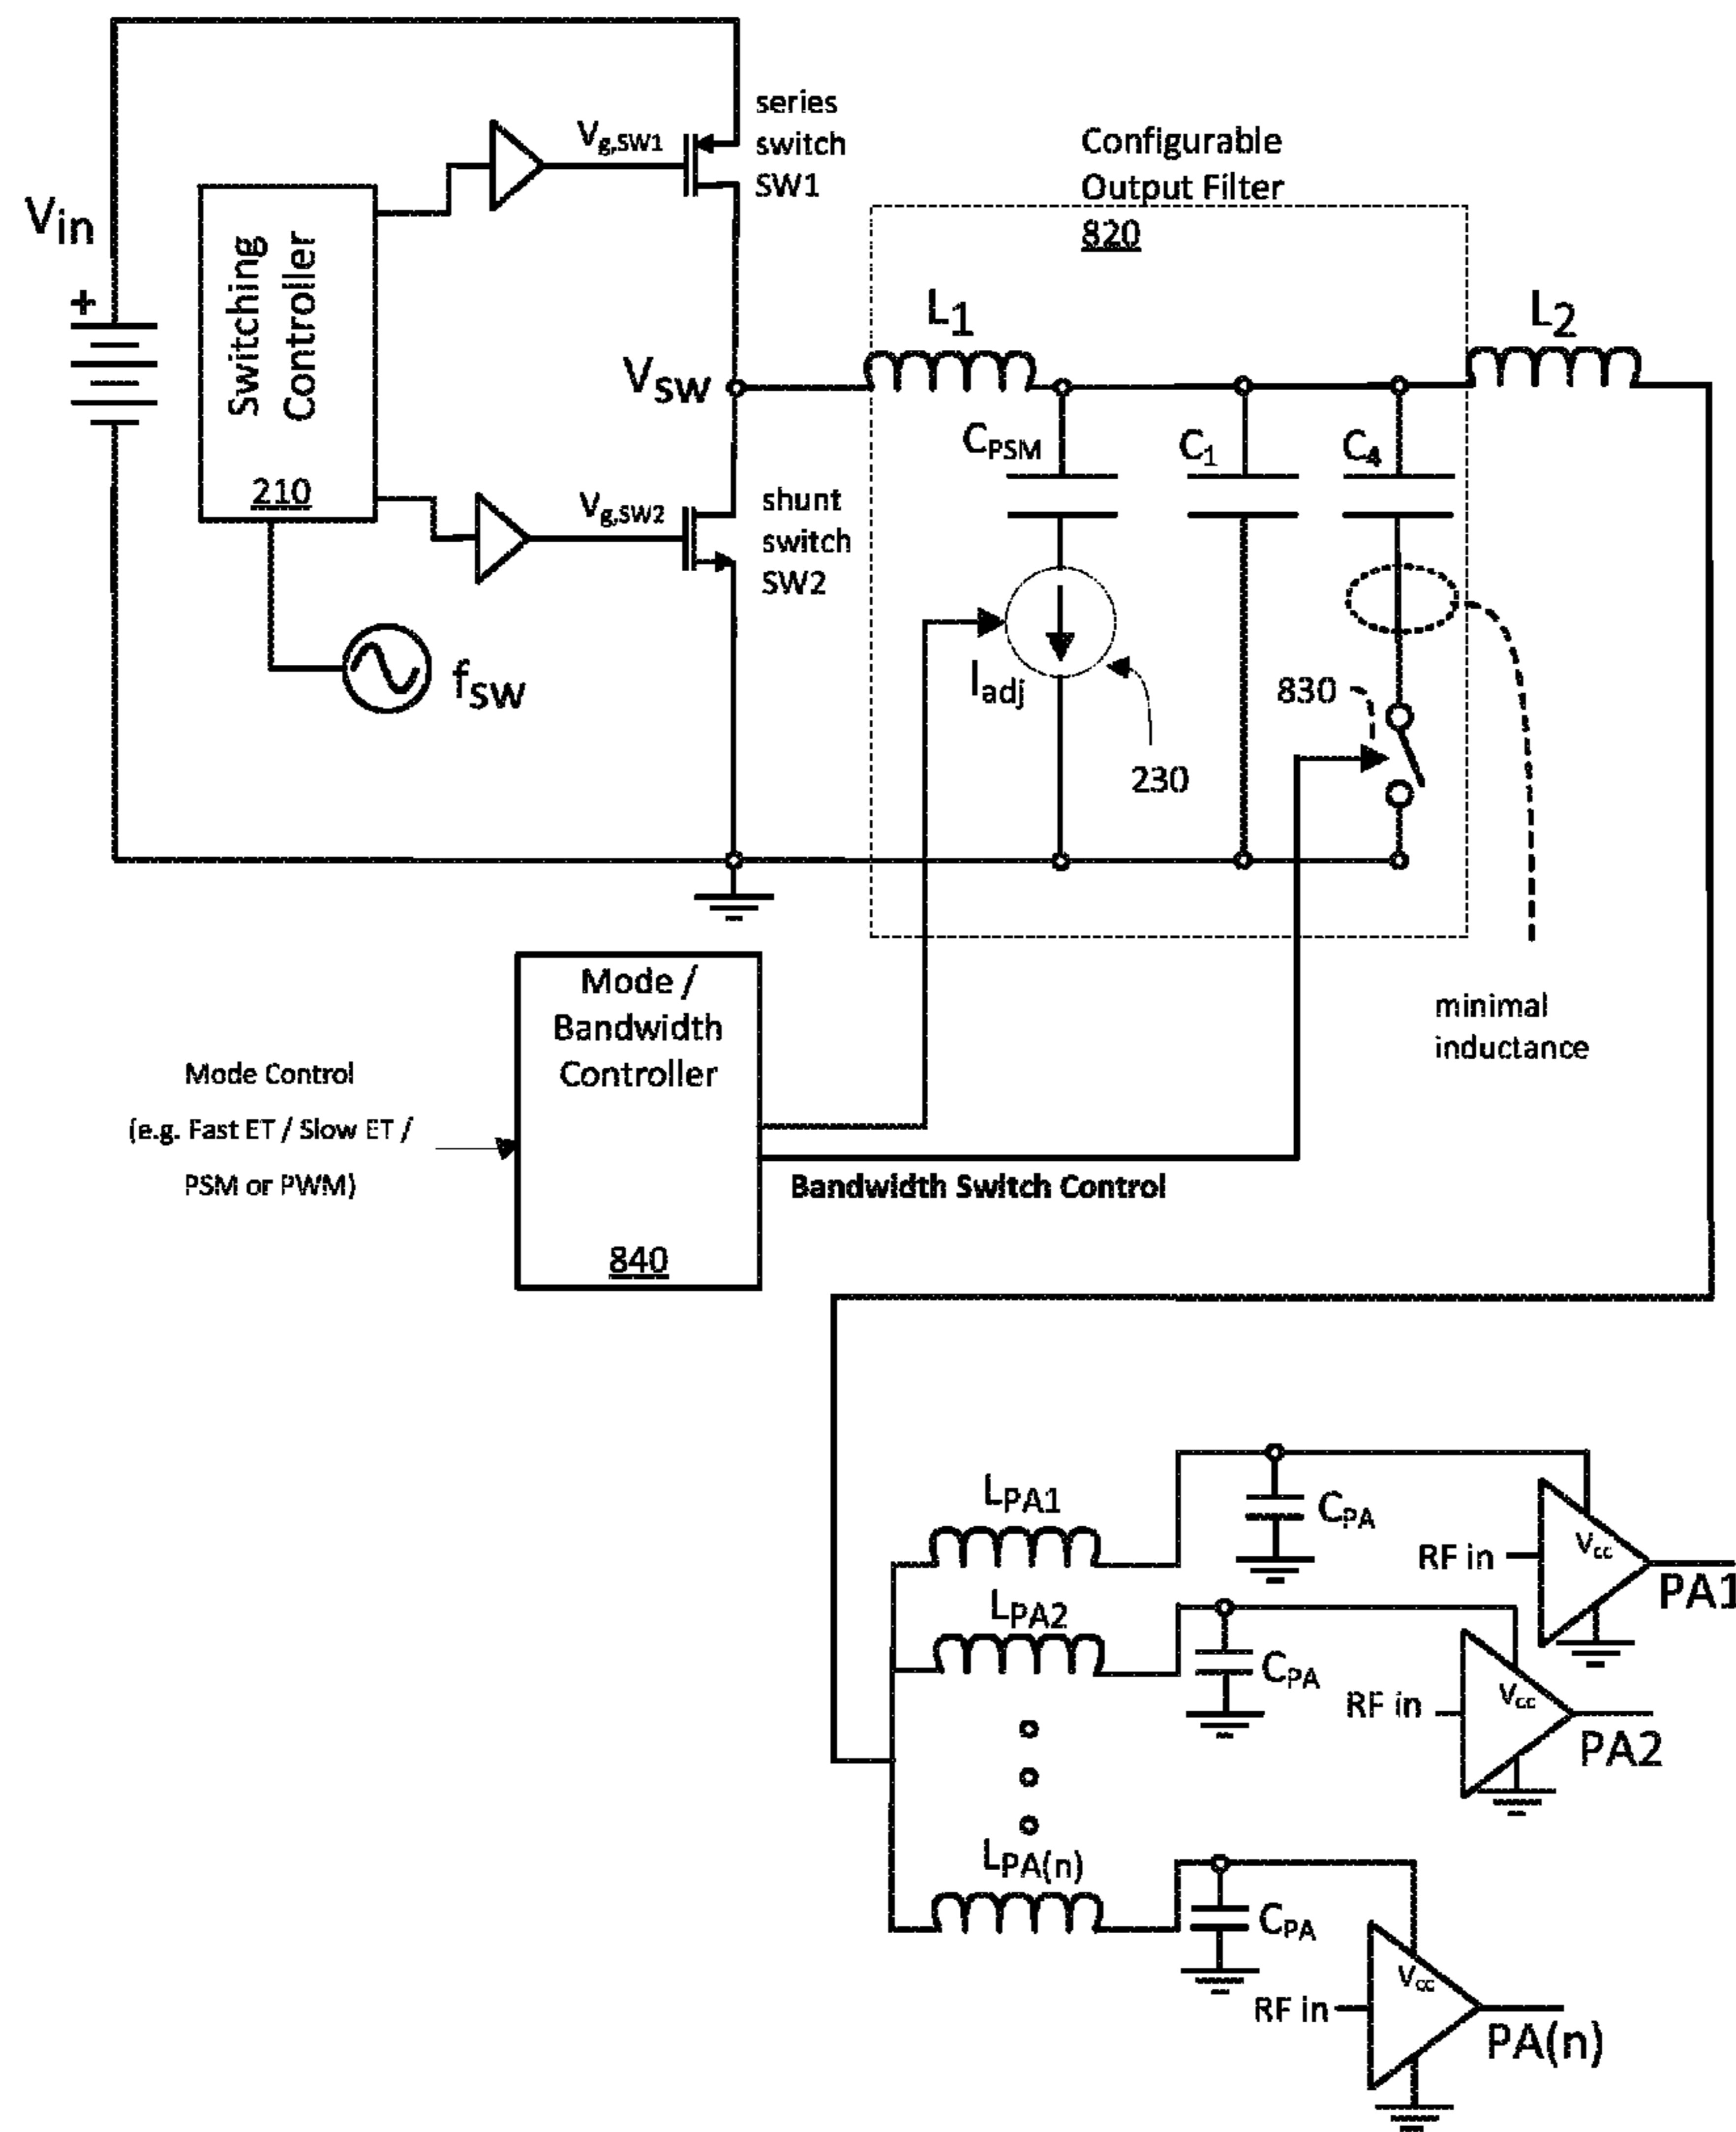 Vin
+
Switching
Controller
210
Vg,SW1
series
switch
SW1
Vg,SW2
shunt
switch
SW2
VSW
fSW
Configurable
Output Filter
820
L1
L2
CPSM
C1
C4
Iadj
230
830
minimal
inductance
Mode /
Bandwidth
Controller
840
Mode Control
(e.g. Fast ET / Slow ET /
PSM or PWM)
Bandwidth Switch Control
LPA1
CPA
RF in
Vcc
PA1
LPA2
CPA
RF in
Vcc
PA2
LPA(n)
CPA
RF in
Vcc
PA(n)